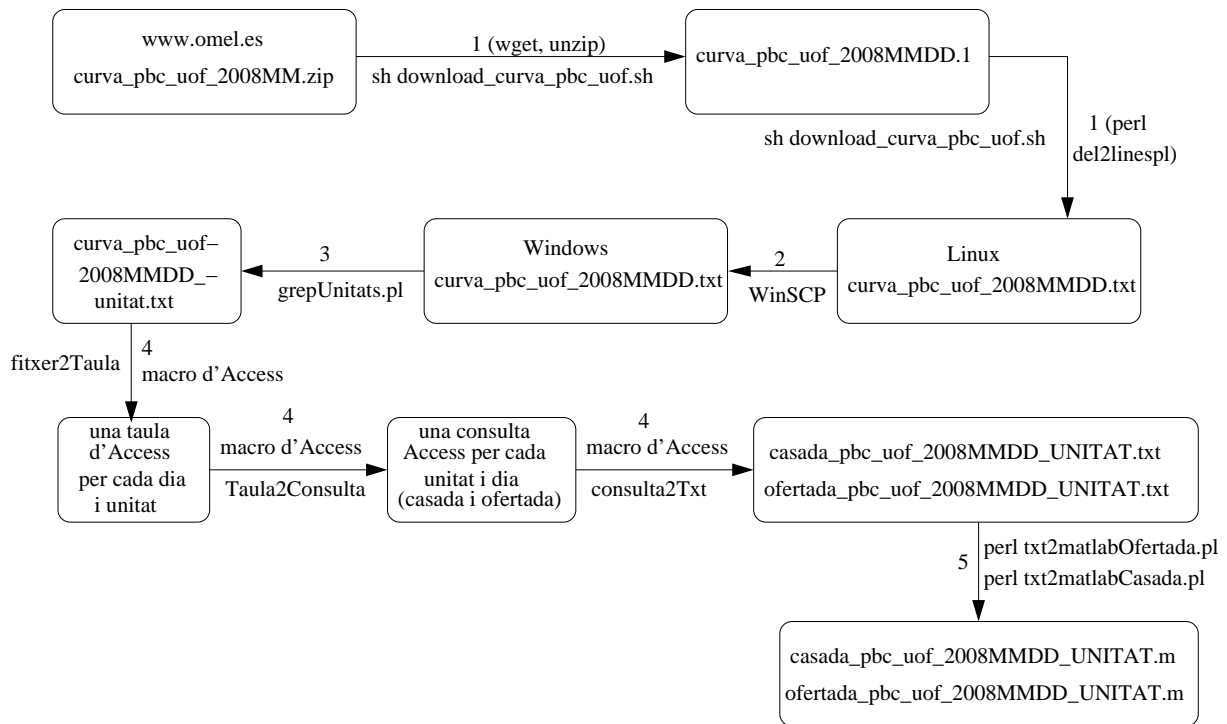 www.omel.es
curva_pbc_uof_2008MM.zip
1 (wget, unzip)
sh download_curva_pbc_uof.sh
curva_pbc_uof_2008MMDD.1
sh download_curva_pbc_uof.sh
1 (perl
del2linespl)
curva_pbc_uof–
2008MMDD_–
unitat.txt
3
grepUnitats.pl
Windows
curva_pbc_uof_2008MMDD.txt
2
WinSCP
Linux
curva_pbc_uof_2008MMDD.txt
fitxer2Taula
4
macro d'Access
una taula
d'Access
per cada dia
i unitat
4
macro d'Access
Taula2Consulta
una consulta
Access per cada
unitat i dia
(casada i ofertada)
4
macro d'Access
consulta2Txt
casada_pbc_uof_2008MMDD_UNITAT.txt
ofertada_pbc_uof_2008MMDD_UNITAT.txt
5
perl txt2matlabOfertada.pl
perl txt2matlabCasada.pl
casada_pbc_uof_2008MMDD_UNITAT.m
ofertada_pbc_uof_2008MMDD_UNITAT.m